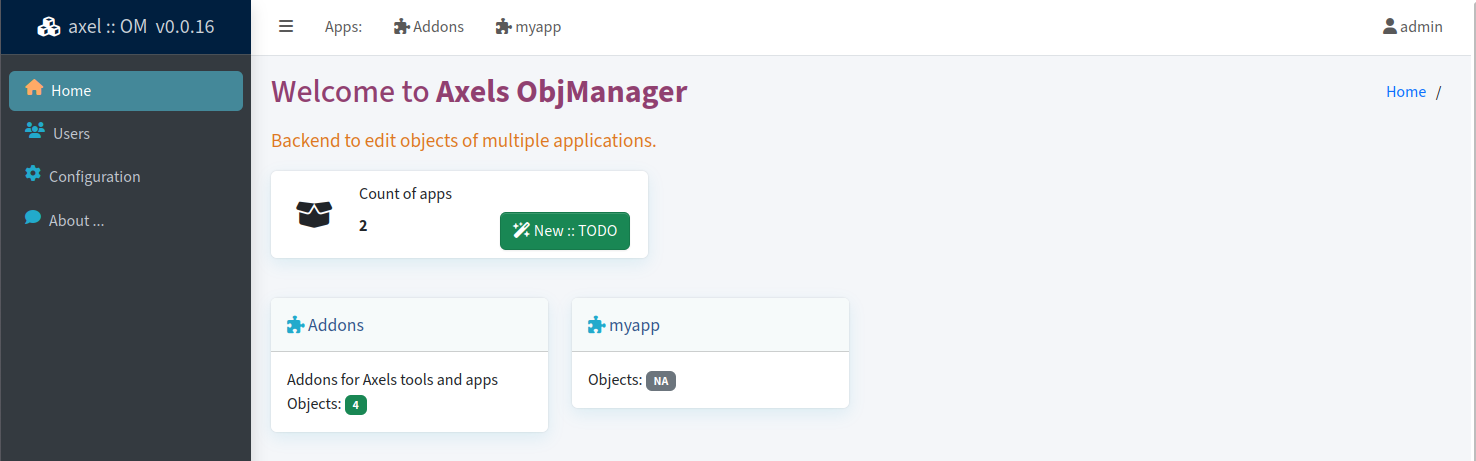 axel :: OM v0.0.16
Apps: Addons myapp
admin
Home
Users
Configuration
About ...
Welcome to Axels ObjManager
Home /
Backend to edit objects of multiple applications.
Count of apps
2
New :: TODO
Addons
Addons for Axels tools and apps
Objects: 4
myapp
Objects: NA